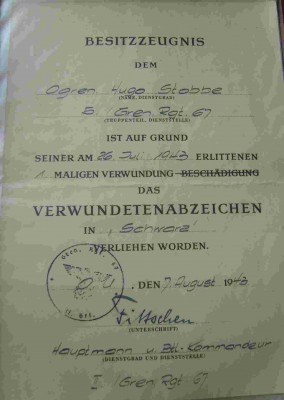 BESITZZEUGNIS
DEM
Ogren Hugo Stobbe
(NAME, DIENSTGRAD)
5 Gren. Rgt. 67
(TRUPPENTEIL, DIENSTSTELLE)
IST AUF GRUND
SEINER AM 26. Juli 1943 ERLITTENEN
1 MALIGEN VERWUNDUNG BESCHÄDIGUNG
DAS
VERWUNDETENABZEICHEN
IN Schwarz
VERLIEHEN WORDEN.
O.U., DEN 7. August 1943
Tittschen
(UNTERSCHRIFT)
Hauptmann u. Btl.-Kommandeur
(DIENSTGRAD UND DIENSTSTELLE)
Gren Rgt. 67